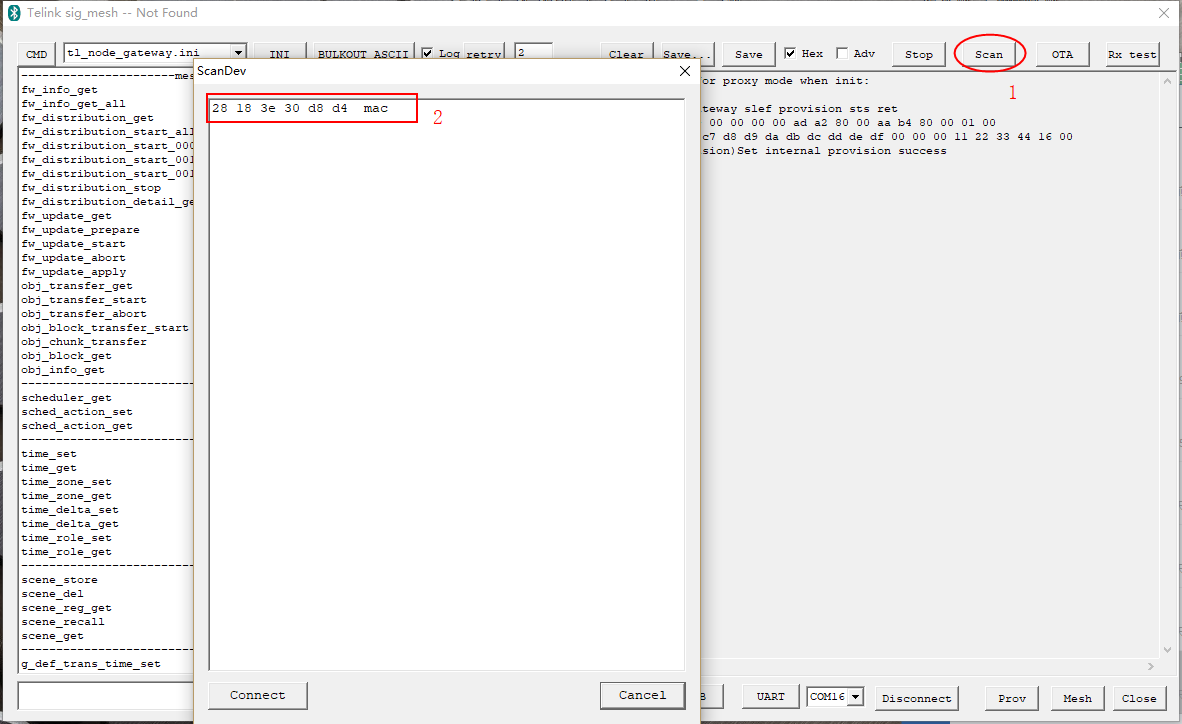 Telink sig_mesh -- Not Found
CMD tl_node_gateway.ini INI BULKOUT ASCII Log retry 2 Clear Save... Save Hex Adv Stop Scan OTA Rx test
1
ScanDev
28 18 3e 30 d8 d4 mac
2
-----------------------mes
fw_info_get
fw_info_get_all
fw_distribution_get
fw_distribution_start_all
fw_distribution_start_000
fw_distribution_start_001
fw_distribution_start_001
fw_distribution_stop
fw_distribution_detail_ge
fw_update_get
fw_update_prepare
fw_update_start
fw_update_abort
fw_update_apply
obj_transfer_get
obj_transfer_start
obj_transfer_abort
obj_block_transfer_start
obj_chunk_transfer
obj_block_get
obj_info_get
--------------------------
scheduler_get
sched_action_set
sched_action_get
--------------------------
time_set
time_get
time_zone_set
time_zone_get
time_delta_set
time_delta_get
time_role_set
time_role_get
--------------------------
scene_store
scene_del
scene_reg_get
scene_recall
scene_get
--------------------------
g_def_trans_time_set
or proxy mode when init:
teway slef provision sts ret
00 00 00 00 ad a2 80 00 aa b4 80 00 01 00
c7 d8 d9 da db dc dd de df 00 00 00 11 22 33 44 16 00
sion)Set internal provision success
Connect Cancel
B UART COM16 Disconnect Prov Mesh Close